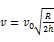 v = v₀√(R/2h)